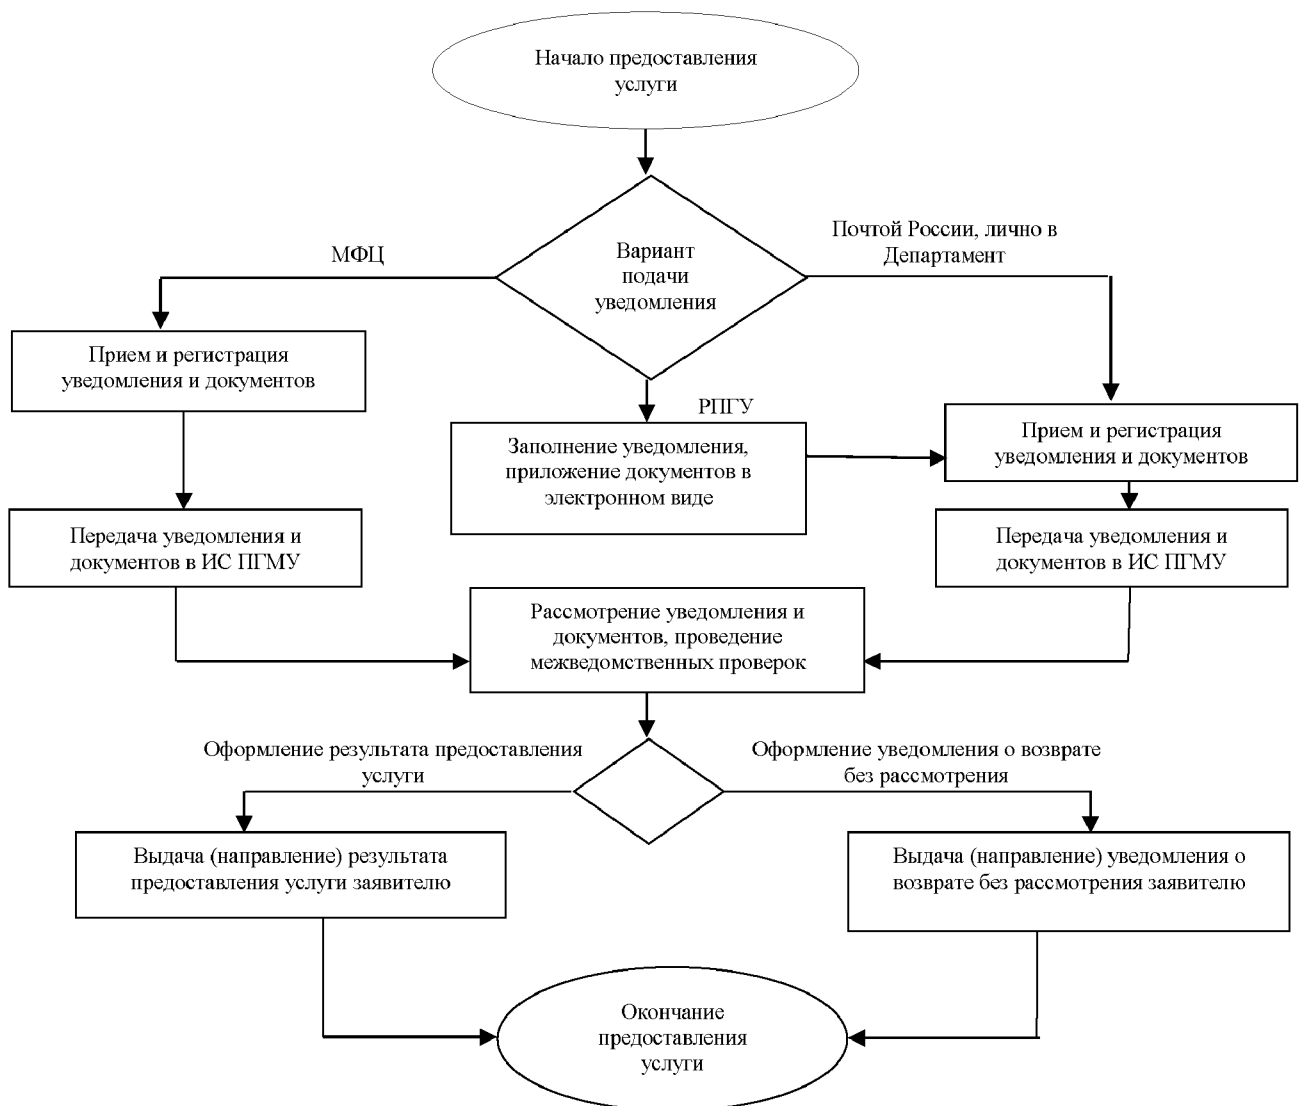 Начало предоставления
услуги
Вариант
подачи
уведомления
МФЦ
Почтой России, лично в
Департамент
Прием и регистрация
уведомления и документов
РПГУ
Заполнение уведомления,
приложение документов в
электронном виде
Прием и регистрация
уведомления и документов
Передача уведомления и
документов в ИС ПГМУ
Передача уведомления и
документов в ИС ПГМУ
Рассмотрение уведомления и
документов, проведение
межведомственных проверок
Оформление результата предоставления
услуги
Оформление уведомления о возврате
без рассмотрения
Выдача (направление) результата
предоставления услуги заявителю
Выдача (направление) уведомления о
возврате без рассмотрения заявителю
Окончание
предоставления
услуги